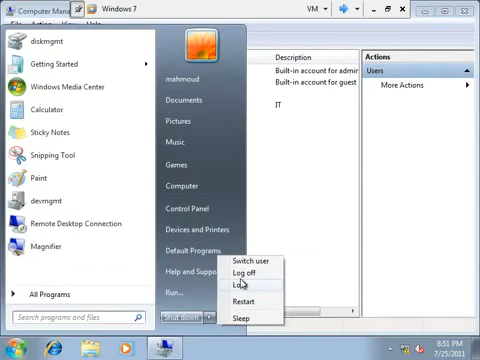 Computer Mana
Windows 7
VM
File
Action
View
Help
diskmgmt
Getting Started
Windows Media Center
Calculator
Sticky Notes
Snipping Tool
Paint
devmgmt
Remote Desktop Connection
Magnifier
All Programs
Search programs and files
mahmoud
Documents
Pictures
Music
Games
Computer
Control Panel
Devices and Printers
Default Programs
Help and Suppo
Run...
Shut down
Switch user
Log off
Restart
Sleep
Description
Built-in account for admir
Built-in account for guest
IT
Actions
Users
More Actions
8:51 PM
7/25/2011